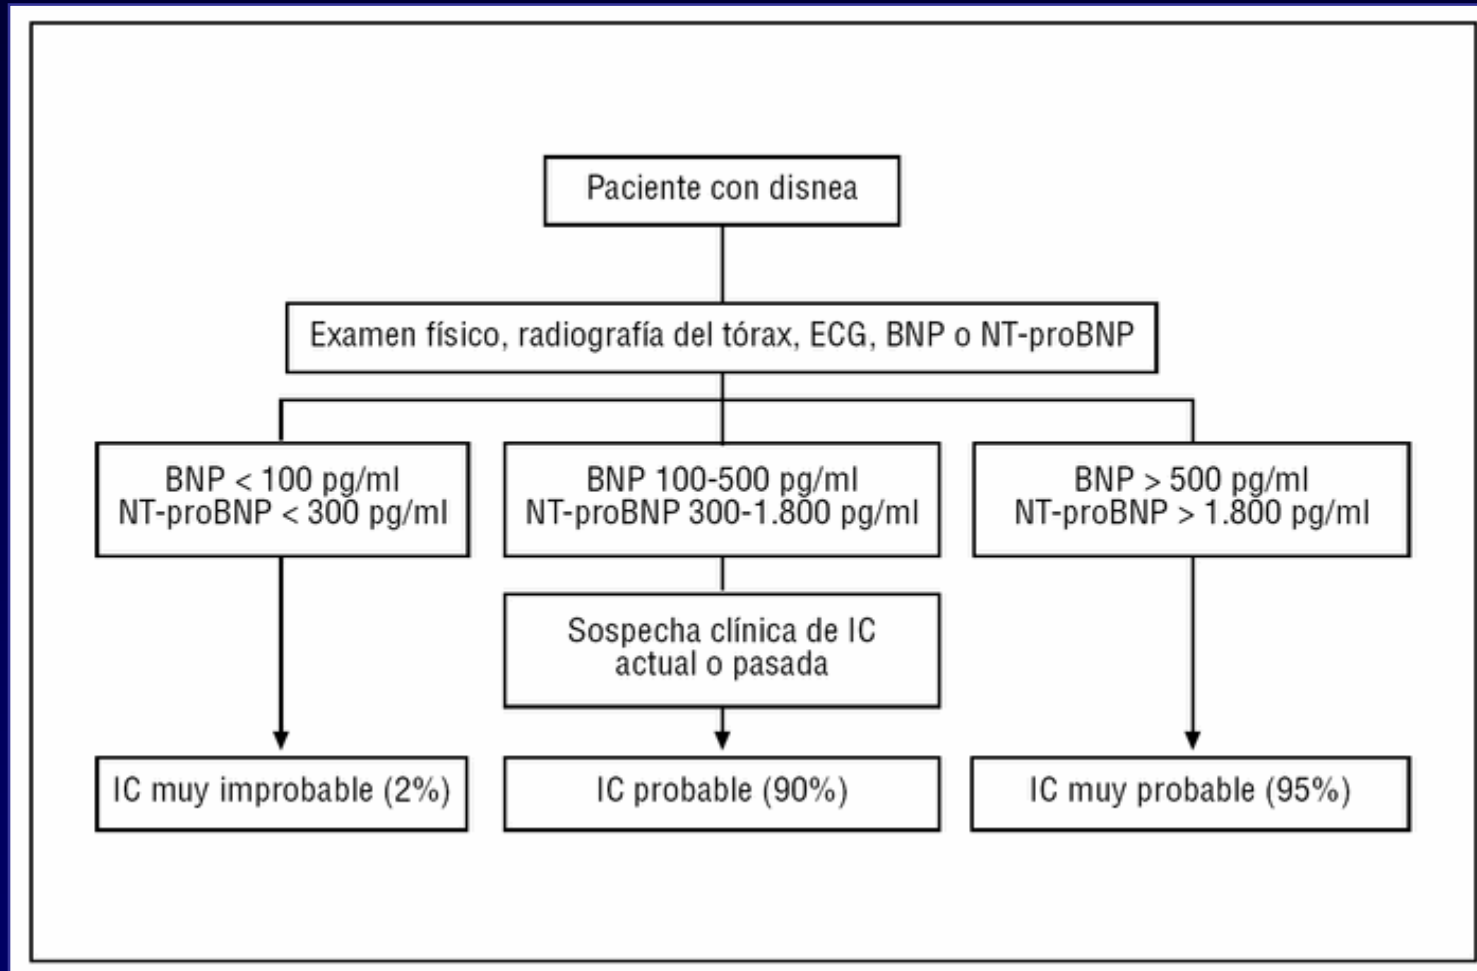 Paciente con disnea
Examen físico, radiografía del tórax, ECG, BNP o NT-proBNP
BNP < 100 pg/ml
NT-proBNP < 300 pg/ml
BNP 100-500 pg/ml
NT-proBNP 300-1.800 pg/ml
BNP > 500 pg/ml
NT-proBNP > 1.800 pg/ml
Sospecha clínica de IC
actual o pasada
IC muy improbable (2%)
IC probable (90%)
IC muy probable (95%)